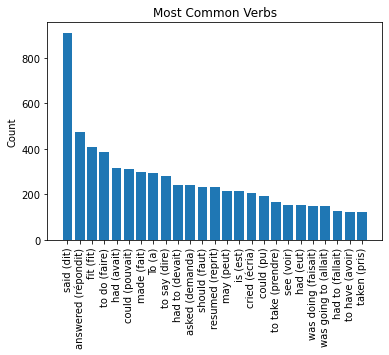 Most Common Verbs
Count
800
600
400
200
0
said (dit)
answered (répondit)
fit (fit)
to do (faire)
had (avait)
could (pouvait)
made (fait)
To (a)
to say (dire)
had to (devait)
asked (demanda)
should (faut)
resumed (reprit)
may (peut)
is (est)
cried (écria)
could (pu)
to take (prendre)
see (voir)
had (eut)
was doing (faisait)
was going to (allait)
had to (fallait)
to have (avoir)
taken (pris)